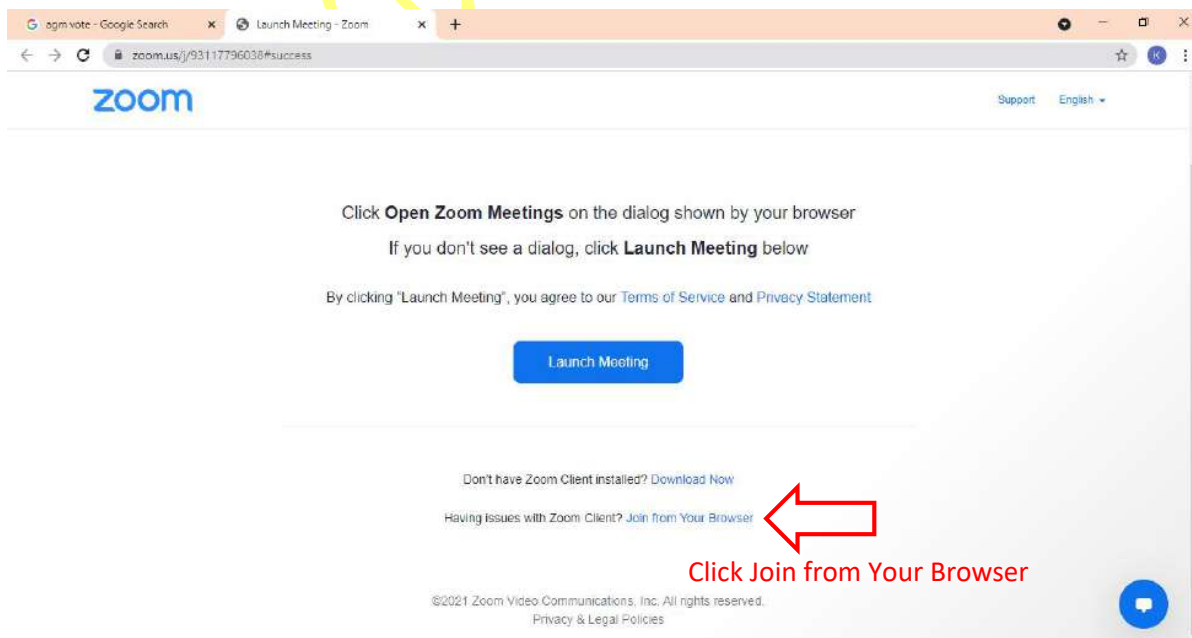 agm vote - Google Search
Launch Meeting - Zoom
zoom.us/j/93117796038#success
K
zoom
Support English
Click Open Zoom Meetings on the dialog shown by your browser
If you don't see a dialog, click Launch Meeting below
By clicking "Launch Meeting", you agree to our Terms of Service and Privacy Statement
Launch Meeting
Don't have Zoom Client installed? Download Now
Having issues with Zoom Client? Join from Your Browser
Click Join from Your Browser
©2021 Zoom Video Communications, Inc. All rights reserved.
Privacy & Legal Policies